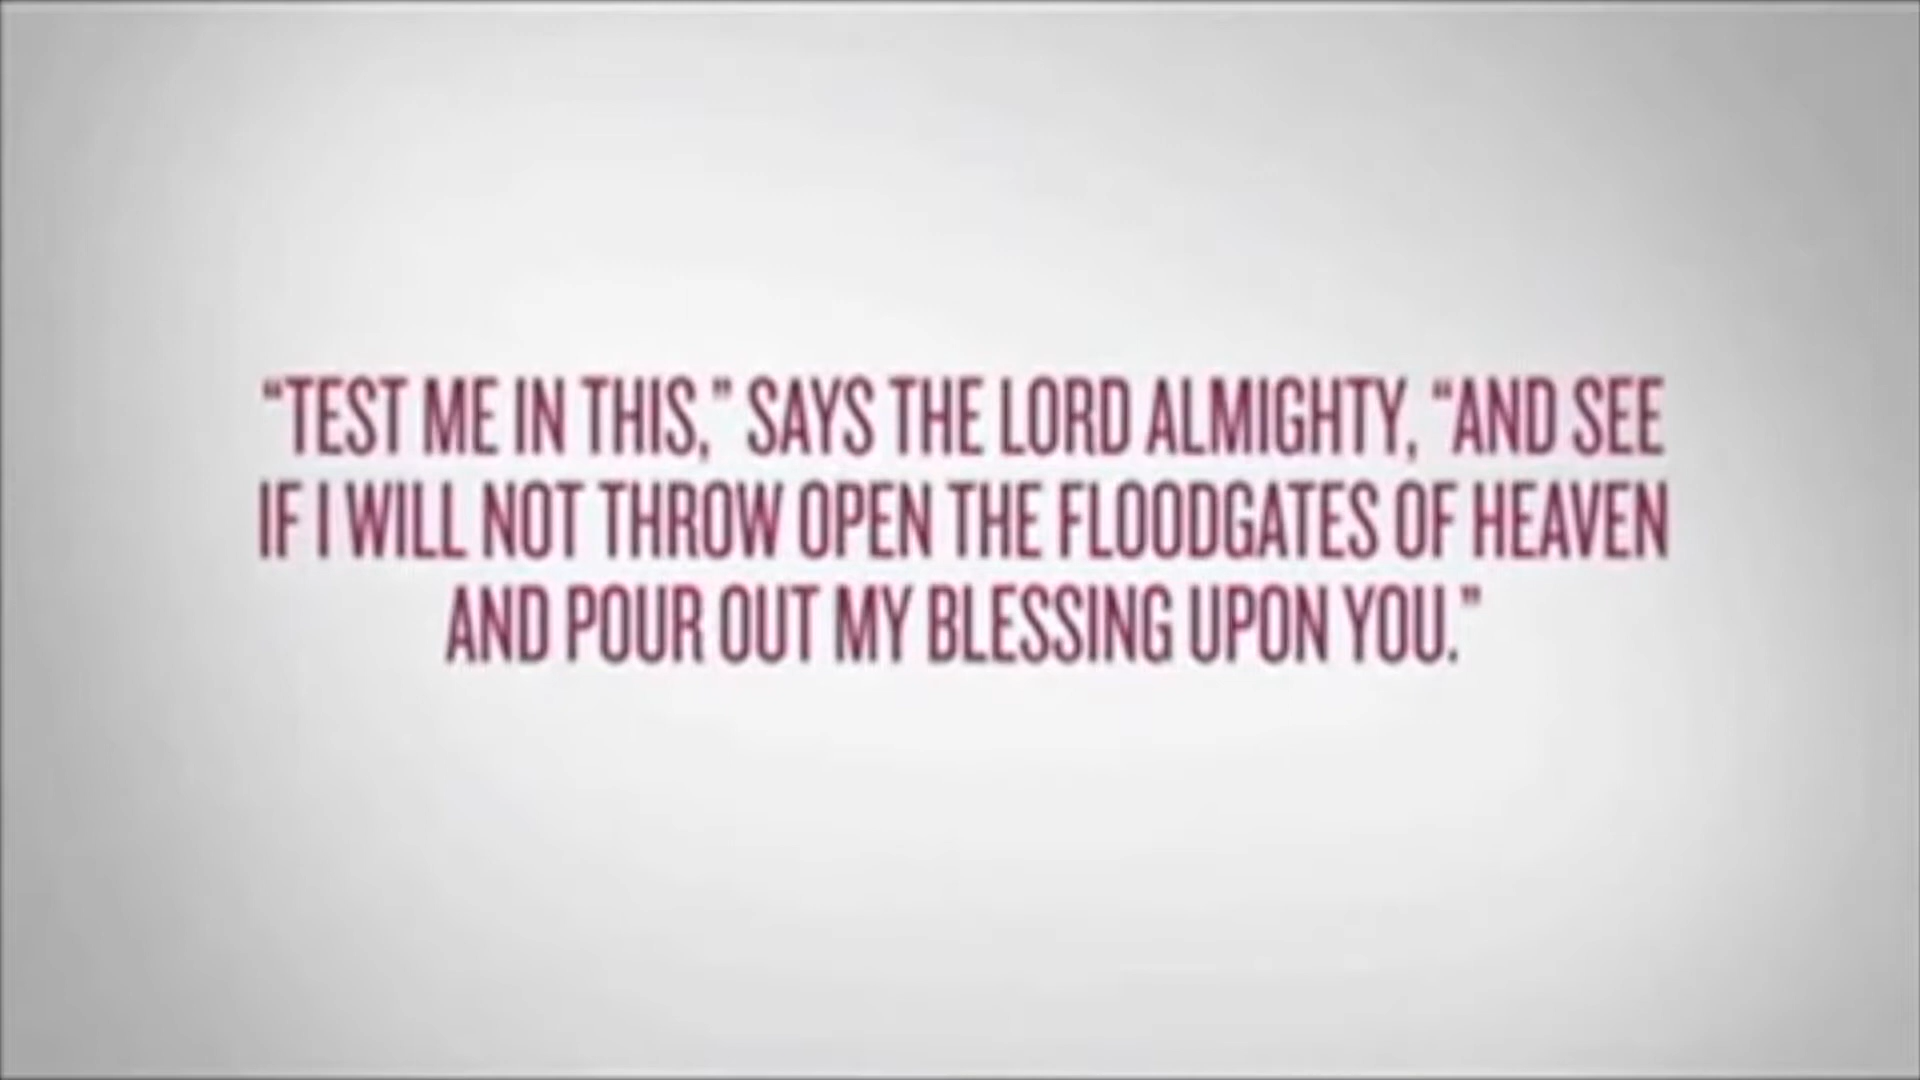 “TEST ME IN THIS,” SAYS THE LORD ALMIGHTY, “AND SEE
IF I WILL NOT THROW OPEN THE FLOODGATES OF HEAVEN
AND POUR OUT MY BLESSING UPON YOU.”